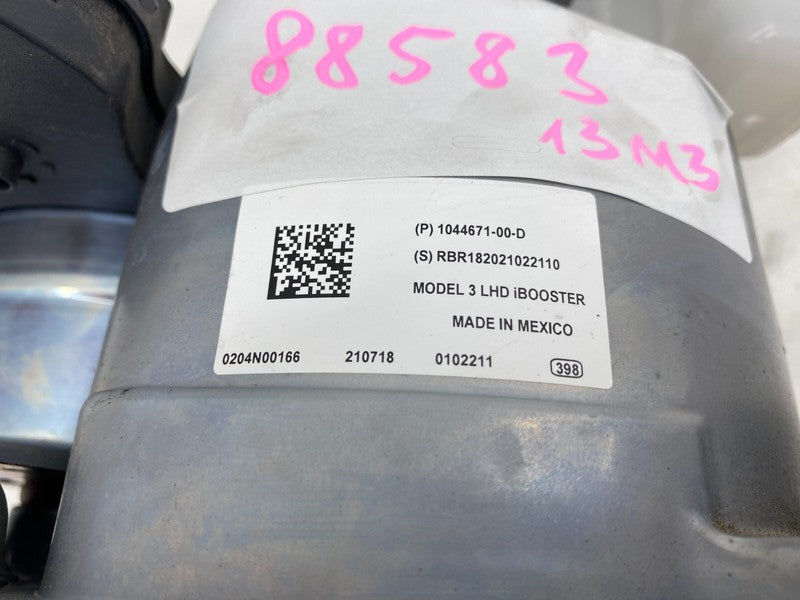 88583
13M3
(P) 1044671-00-D
(S) RBR182021022110
MODEL 3 LHD iBOOSTER
MADE IN MEXICO
0204N00166 210718 0102211 398